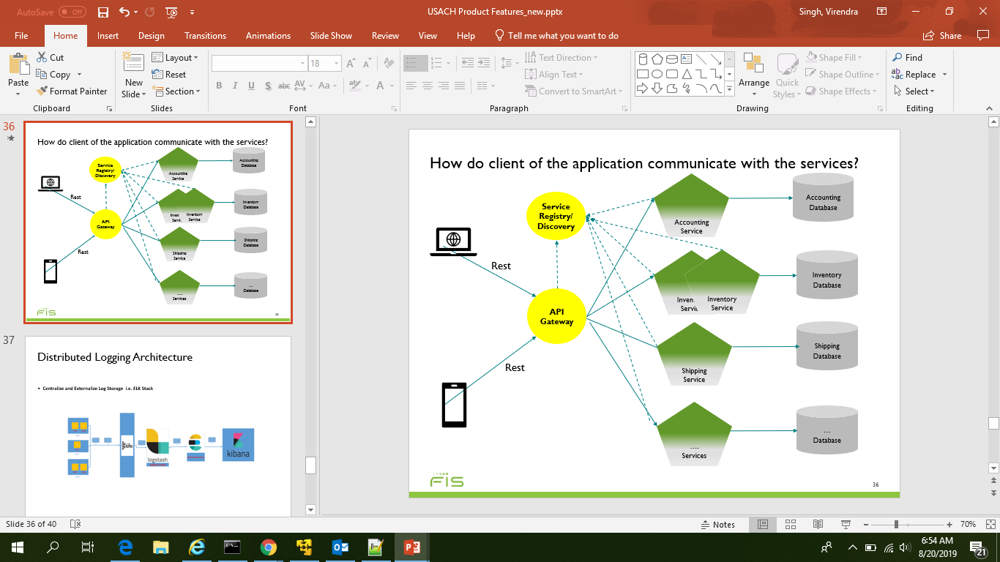 AutoSave Off
USACH Product Features_new.pptx
Singh, Virendra
File Home Insert Design Transitions Animations Slide Show Review View Help Tell me what you want to do
Share
Paste
Cut
Copy
Format Painter
Clipboard
New
Slide
Layout
Reset
Section
Slides
18
B I U S abc AV Aa A
Font
Text Direction
Align Text
Convert to SmartArt
Paragraph
Arrange
Quick
Styles
Shape Fill
Shape Outline
Shape Effects
Drawing
Find
Replace
Select
Editing
36
How do client of the application communicate with the services?
Service
Registry/
Discovery
API
Gateway
Rest
Rest
Accounting
Service
Inven
Servic
Inventory
Service
Shipping
Service
....
Services
Accounting
Database
Inventory
Database
Shipping
Database
...
Database
FIS
36
37
Distributed Logging Architecture
• Centralize and Externalize Log Storage i.e. ELK Stack
logstash
kibana
How do client of the application communicate with the services?
Service
Registry/
Discovery
API
Gateway
Rest
Rest
Accounting
Service
Inven
Servic
Inventory
Service
Shipping
Service
....
Services
Accounting
Database
Inventory
Database
Shipping
Database
...
Database
FIS
36
Slide 36 of 40
Notes
70%
6:54 AM
8/20/2019
21